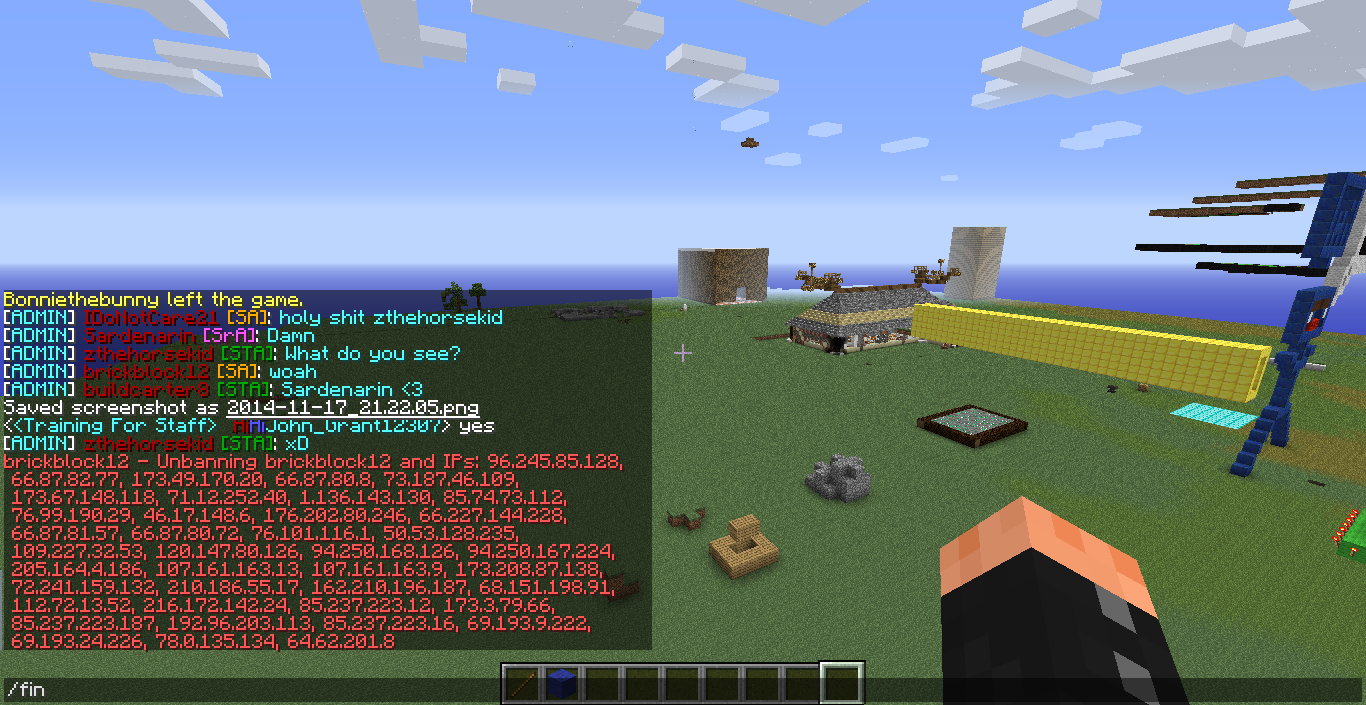 Bonniethebunny left the game.
[ADMIN] IDoNotCare21 [SA]: holy shit zthehorsekid
[ADMIN] Sardenarin [SrA]: Damn
[ADMIN] zthehorsekid [STA]: What do you see?
[ADMIN] brickblock12 [SA]: woah
[ADMIN] buildcarter8 [STA]: Sardenarin <3
Saved screenshot as 2014-11-17_21.22.05.png
<<Training For Staff> John_Grant12307> yes
[ADMIN] zthehorsekid [STA]: xD
brickblock12 - Unbanning brickblock12 and IPs: 96.245.85.128,
66.87.82.77, 173.49.170.20, 66.87.80.8, 73.187.46.109,
173.67.148.118, 71.12.252.40, 1.136.143.130, 85.74.73.112,
76.99.190.29, 46.17.148.6, 176.202.80.246, 66.227.144.228,
66.87.81.57, 66.87.80.72, 76.101.116.1, 50.53.128.235,
109.227.32.53, 120.147.80.126, 94.250.168.126, 94.250.167.224,
205.164.4.186, 107.161.163.13, 107.161.163.9, 173.208.87.138,
72.241.159.132, 210.186.55.17, 162.210.196.187, 68.151.198.91,
112.72.13.52, 216.172.142.24, 85.237.223.12, 173.3.79.66,
85.237.223.187, 192.96.203.113, 85.237.223.16, 69.193.9.222,
69.193.24.226, 78.0.135.134, 64.62.201.8
/fin